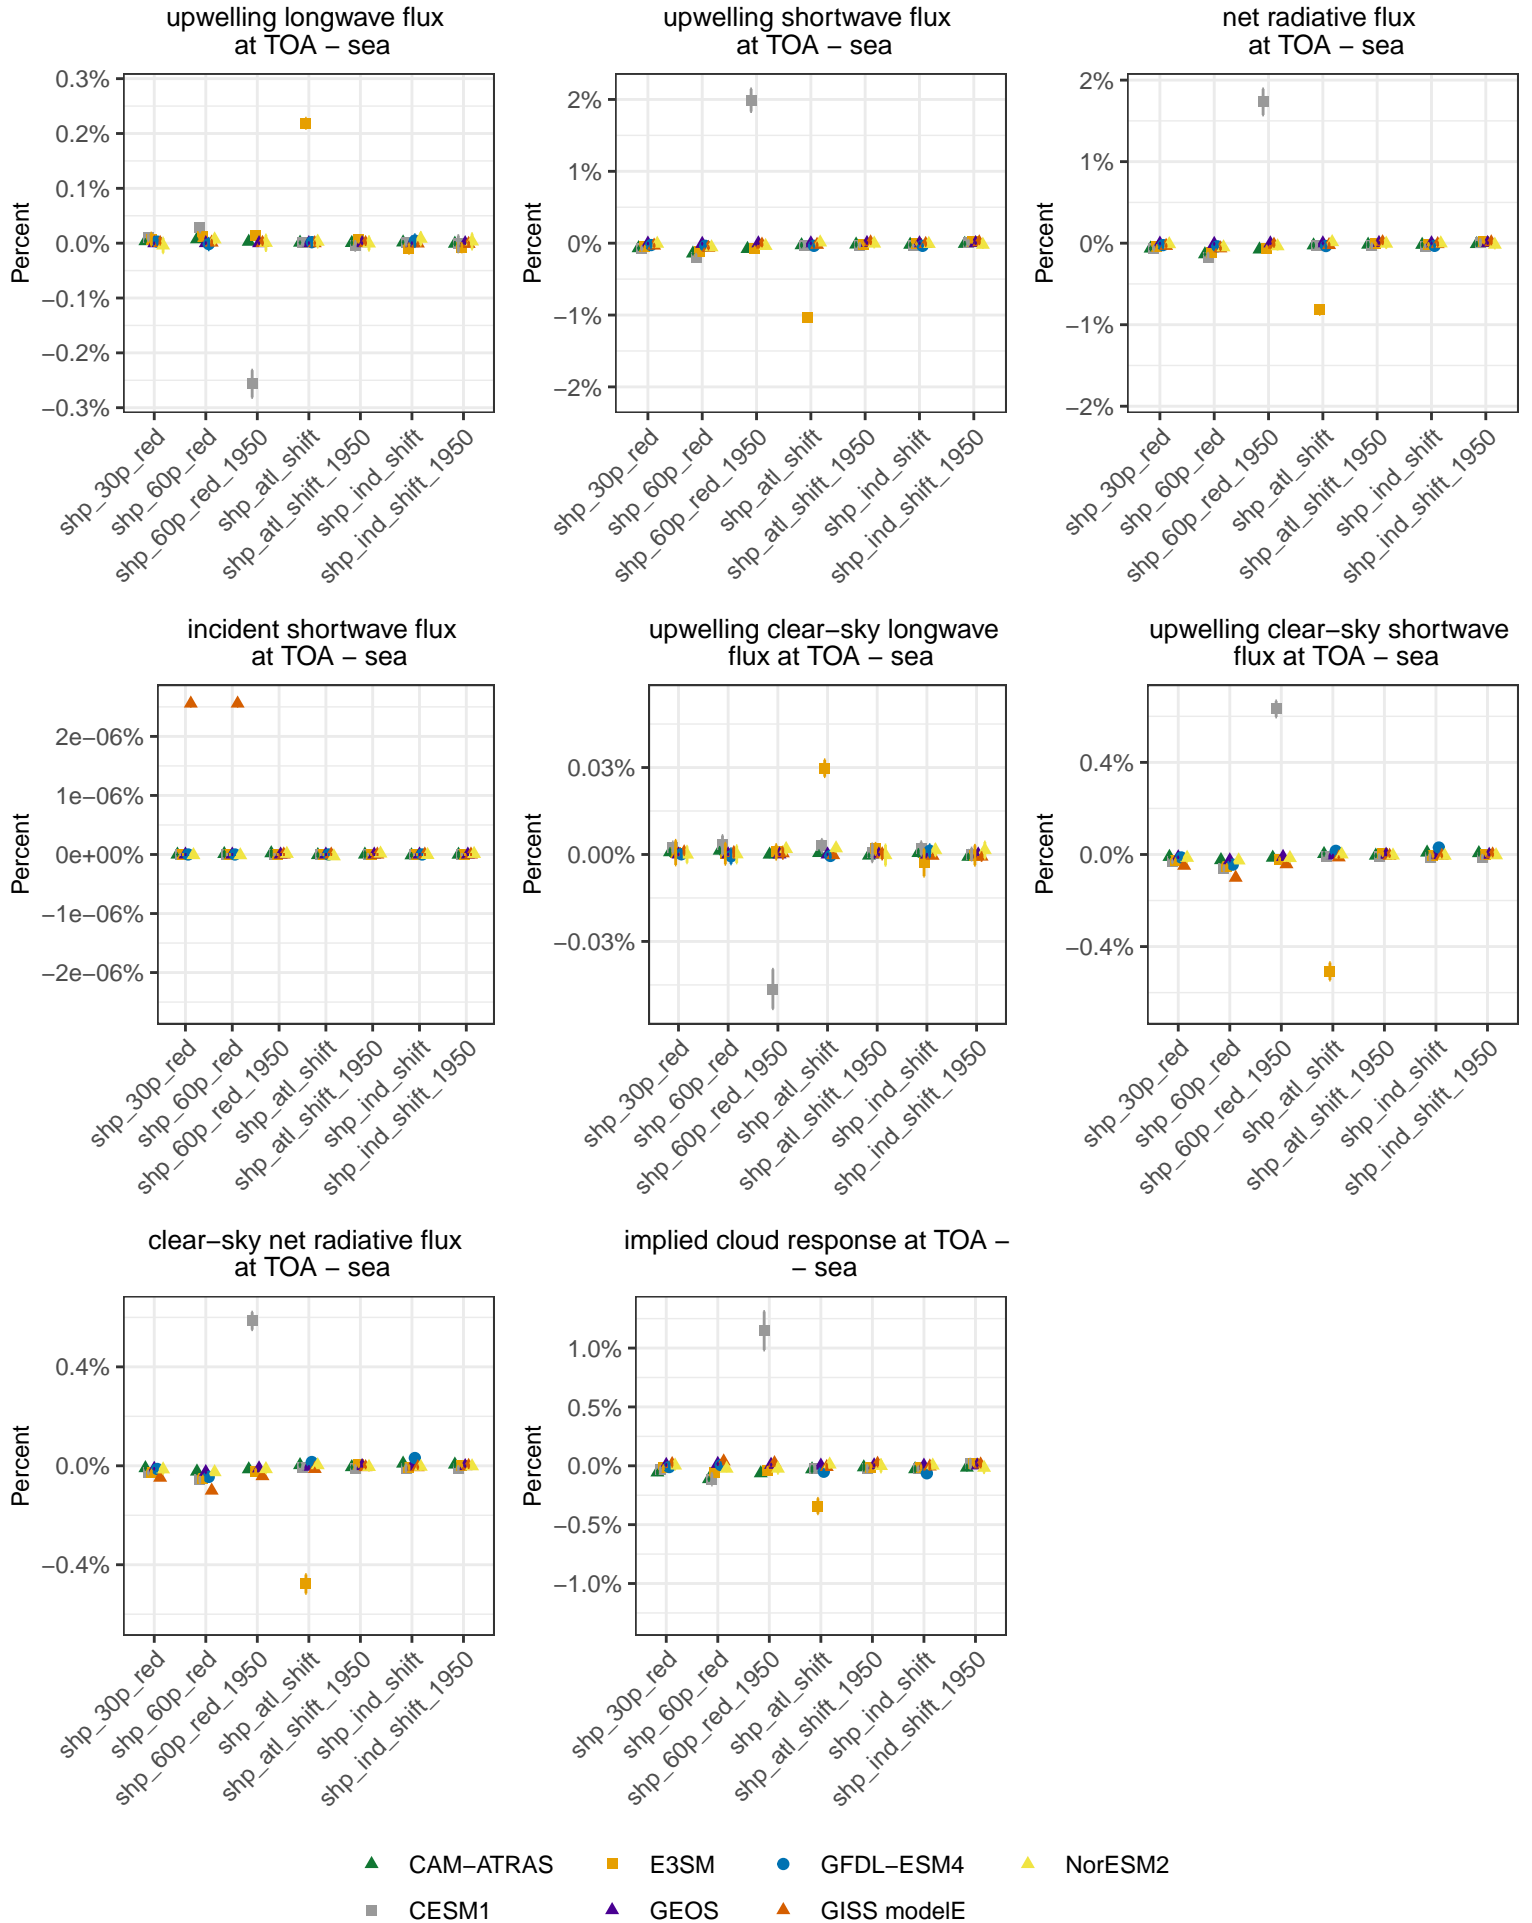 upwelling longwave flux
at TOA − sea
upwelling shortwave flux
at TOA − sea
net radiative flux
at TOA − sea
Percent
0.3%
0.2%
0.1%
0.0%
−0.1%
−0.2%
−0.3%
shp_30p_red
shp_60p_red
shp_60p_red_1950
shp_atl_shift
shp_atl_shift_1950
shp_ind_shift
shp_ind_shift_1950
Percent
2%
1%
0%
−1%
−2%
shp_30p_red
shp_60p_red
shp_60p_red_1950
shp_atl_shift
shp_atl_shift_1950
shp_ind_shift
shp_ind_shift_1950
Percent
2%
1%
0%
−1%
−2%
shp_30p_red
shp_60p_red
shp_60p_red_1950
shp_atl_shift
shp_atl_shift_1950
shp_ind_shift
shp_ind_shift_1950
incident shortwave flux
at TOA − sea
upwelling clear−sky longwave
flux at TOA − sea
upwelling clear−sky shortwave
flux at TOA − sea
Percent
2e−06%
1e−06%
0e+00%
−1e−06%
−2e−06%
shp_30p_red
shp_60p_red
shp_60p_red_1950
shp_atl_shift
shp_atl_shift_1950
shp_ind_shift
shp_ind_shift_1950
Percent
0.03%
0.00%
−0.03%
shp_30p_red
shp_60p_red
shp_60p_red_1950
shp_atl_shift
shp_atl_shift_1950
shp_ind_shift
shp_ind_shift_1950
Percent
0.4%
0.0%
−0.4%
shp_30p_red
shp_60p_red
shp_60p_red_1950
shp_atl_shift
shp_atl_shift_1950
shp_ind_shift
shp_ind_shift_1950
clear−sky net radiative flux
at TOA − sea
implied cloud response at TOA −
− sea
Percent
0.4%
0.0%
−0.4%
shp_30p_red
shp_60p_red
shp_60p_red_1950
shp_atl_shift
shp_atl_shift_1950
shp_ind_shift
shp_ind_shift_1950
Percent
1.0%
0.5%
0.0%
−0.5%
−1.0%
shp_30p_red
shp_60p_red
shp_60p_red_1950
shp_atl_shift
shp_atl_shift_1950
shp_ind_shift
shp_ind_shift_1950
CAM−ATRAS
E3SM
GFDL−ESM4
NorESM2
CESM1
GEOS
GISS modelE